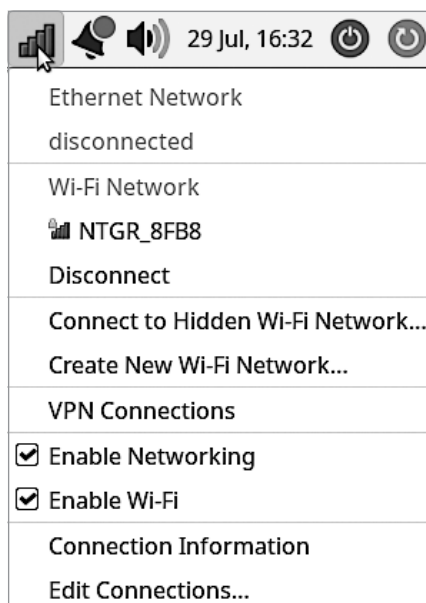 29 Jul, 16:32
Ethernet Network
disconnected
Wi-Fi Network
NTGR_8FB8
Disconnect
Connect to Hidden Wi-Fi Network...
Create New Wi-Fi Network...
VPN Connections
Enable Networking
Enable Wi-Fi
Connection Information
Edit Connections...